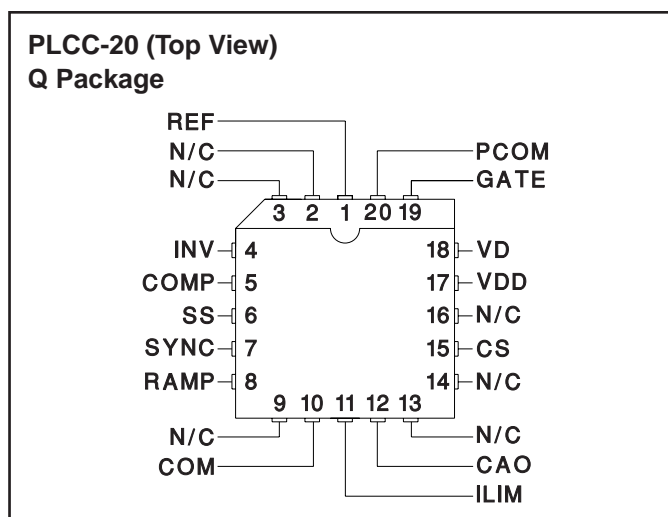 PLCC-20 (Top View)
Q Package
REF
N/C
PCOM
N/C
GATE
3 2 1 20 19
INV 4 18 VD
COMP 5 17 VDD
SS 6 16 N/C
SYNC 7 15 CS
RAMP 8 14 N/C
9 10 11 12 13
N/C N/C
COM CAO
ILIM